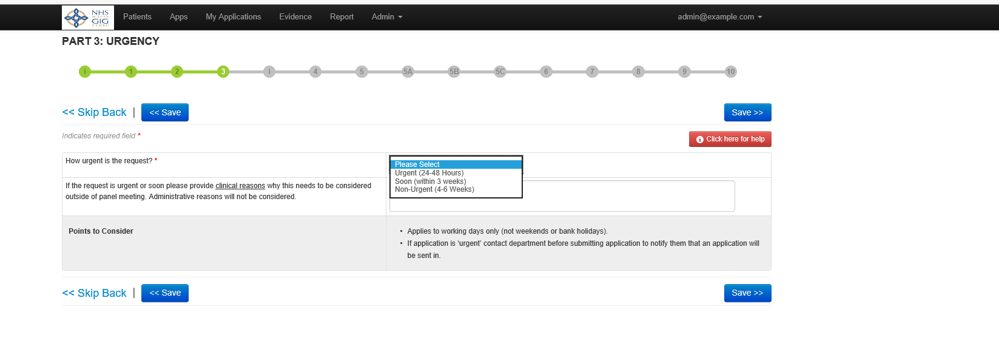 NHS
WALES
GIG
CYMRU
Patients Apps My Applications Evidence Report Admin admin@example.com
PART 3: URGENCY
i 1 2 3 i 4 5 5A 5B 5C 6 7 8 9 10
<< Skip Back | << Save Save >>
Indicates required field *
Click here for help
How urgent is the request? *
Please Select
Urgent (24-48 Hours)
Soon (within 3 weeks)
Non-Urgent (4-6 Weeks)
If the request is urgent or soon please provide clinical reasons why this needs to be considered
outside of panel meeting. Administrative reasons will not be considered.
Points to Consider
• Applies to working days only (not weekends or bank holidays).
• If application is ‘urgent’ contact department before submitting application to notify them that an application will
be sent in.
<< Skip Back | << Save Save >>